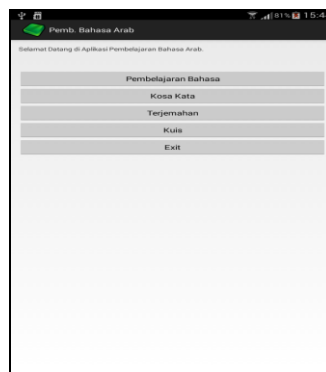 81% 15:4
Pemb. Bahasa Arab
Selamat Datang di Aplikasi Pembelajaran Bahasa Arab.
Pembelajaran Bahasa
Kosa Kata
Terjemahan
Kuis
Exit